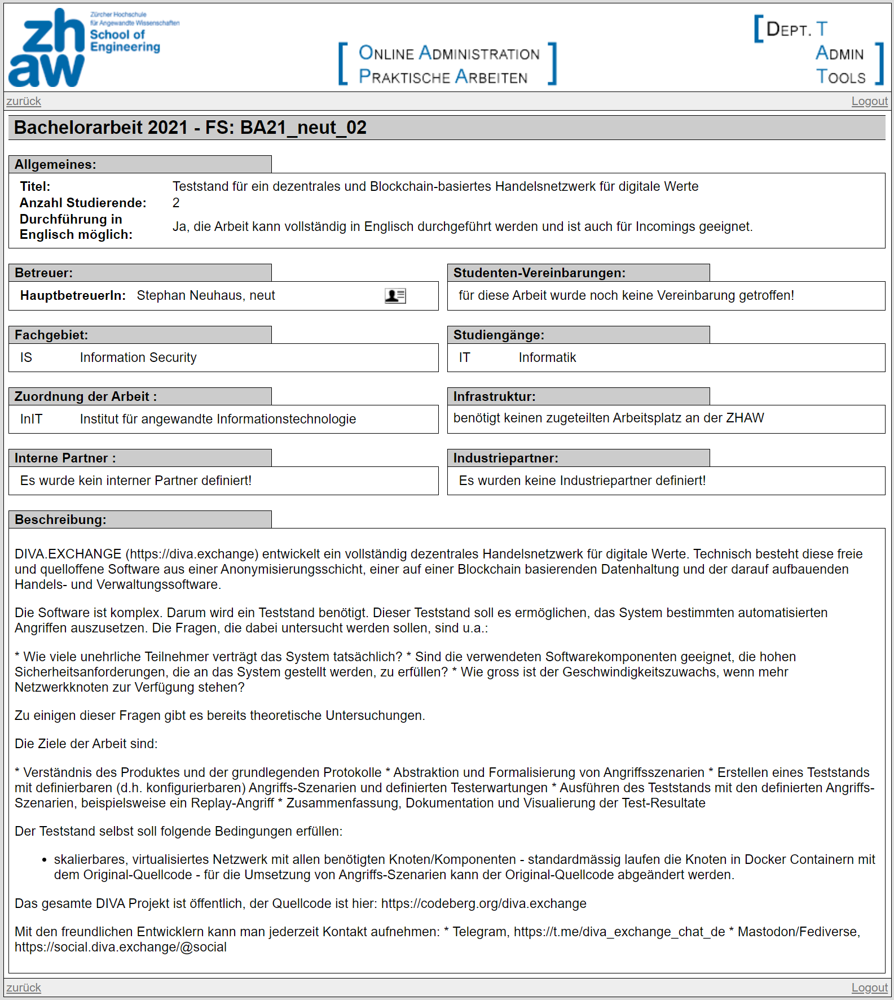 zh
aw
Zürcher Hochschule
für Angewandte Wissenschaften
School of
Engineering
[ ONLINE ADMINISTRATION
PRAKTISCHE ARBEITEN ]
[ DEPT. T
ADMIN
TOOLS ]
zurück Logout
Bachelorarbeit 2021 - FS: BA21_neut_02
Allgemeines:
Titel: Teststand für ein dezentrales und Blockchain-basiertes Handelsnetzwerk für digitale Werte
Anzahl Studierende: 2
Durchführung in
Englisch möglich: Ja, die Arbeit kann vollständig in Englisch durchgeführt werden und ist auch für Incomings geeignet.
Betreuer:
HauptbetreuerIn: Stephan Neuhaus, neut
Studenten-Vereinbarungen:
für diese Arbeit wurde noch keine Vereinbarung getroffen!
Fachgebiet:
IS Information Security
Studiengänge:
IT Informatik
Zuordnung der Arbeit :
InIT Institut für angewandte Informationstechnologie
Infrastruktur:
benötigt keinen zugeteilten Arbeitsplatz an der ZHAW
Interne Partner :
Es wurde kein interner Partner definiert!
Industriepartner:
Es wurden keine Industriepartner definiert!
Beschreibung:
DIVA.EXCHANGE (https://diva.exchange) entwickelt ein vollständig dezentrales Handelsnetzwerk für digitale Werte. Technisch besteht diese freie
und quelloffene Software aus einer Anonymisierungsschicht, einer auf einer Blockchain basierenden Datenhaltung und der darauf aufbauenden
Handels- und Verwaltungssoftware.
Die Software ist komplex. Darum wird ein Teststand benötigt. Dieser Teststand soll es ermöglichen, das System bestimmten automatisierten
Angriffen auszusetzen. Die Fragen, die dabei untersucht werden sollen, sind u.a.:
* Wie viele unehrliche Teilnehmer verträgt das System tatsächlich? * Sind die verwendeten Softwarekomponenten geeignet, die hohen
Sicherheitsanforderungen, die an das System gestellt werden, zu erfüllen? * Wie gross ist der Geschwindigkeitszuwachs, wenn mehr
Netzwerkknoten zur Verfügung stehen?
Zu einigen dieser Fragen gibt es bereits theoretische Untersuchungen.
Die Ziele der Arbeit sind:
* Verständnis des Produktes und der grundlegenden Protokolle * Abstraktion und Formalisierung von Angriffsszenarien * Erstellen eines Teststands
mit definierbaren (d.h. konfigurierbaren) Angriffs-Szenarien und definierten Testerwartungen * Ausführen des Teststands mit den definierten Angriffs-
Szenarien, beispielsweise ein Replay-Angriff * Zusammenfassung, Dokumentation und Visualierung der Test-Resultate
Der Teststand selbst soll folgende Bedingungen erfüllen:
• skalierbares, virtualisiertes Netzwerk mit allen benötigten Knoten/Komponenten - standardmässig laufen die Knoten in Docker Containern mit
dem Original-Quellcode - für die Umsetzung von Angriffs-Szenarien kann der Original-Quellcode abgeändert werden.
Das gesamte DIVA Projekt ist öffentlich, der Quellcode ist hier: https://codeberg.org/diva.exchange
Mit den freundlichen Entwicklern kann man jederzeit Kontakt aufnehmen: * Telegram, https://t.me/diva_exchange_chat_de * Mastodon/Fediverse,
https://social.diva.exchange/@social
zurück Logout